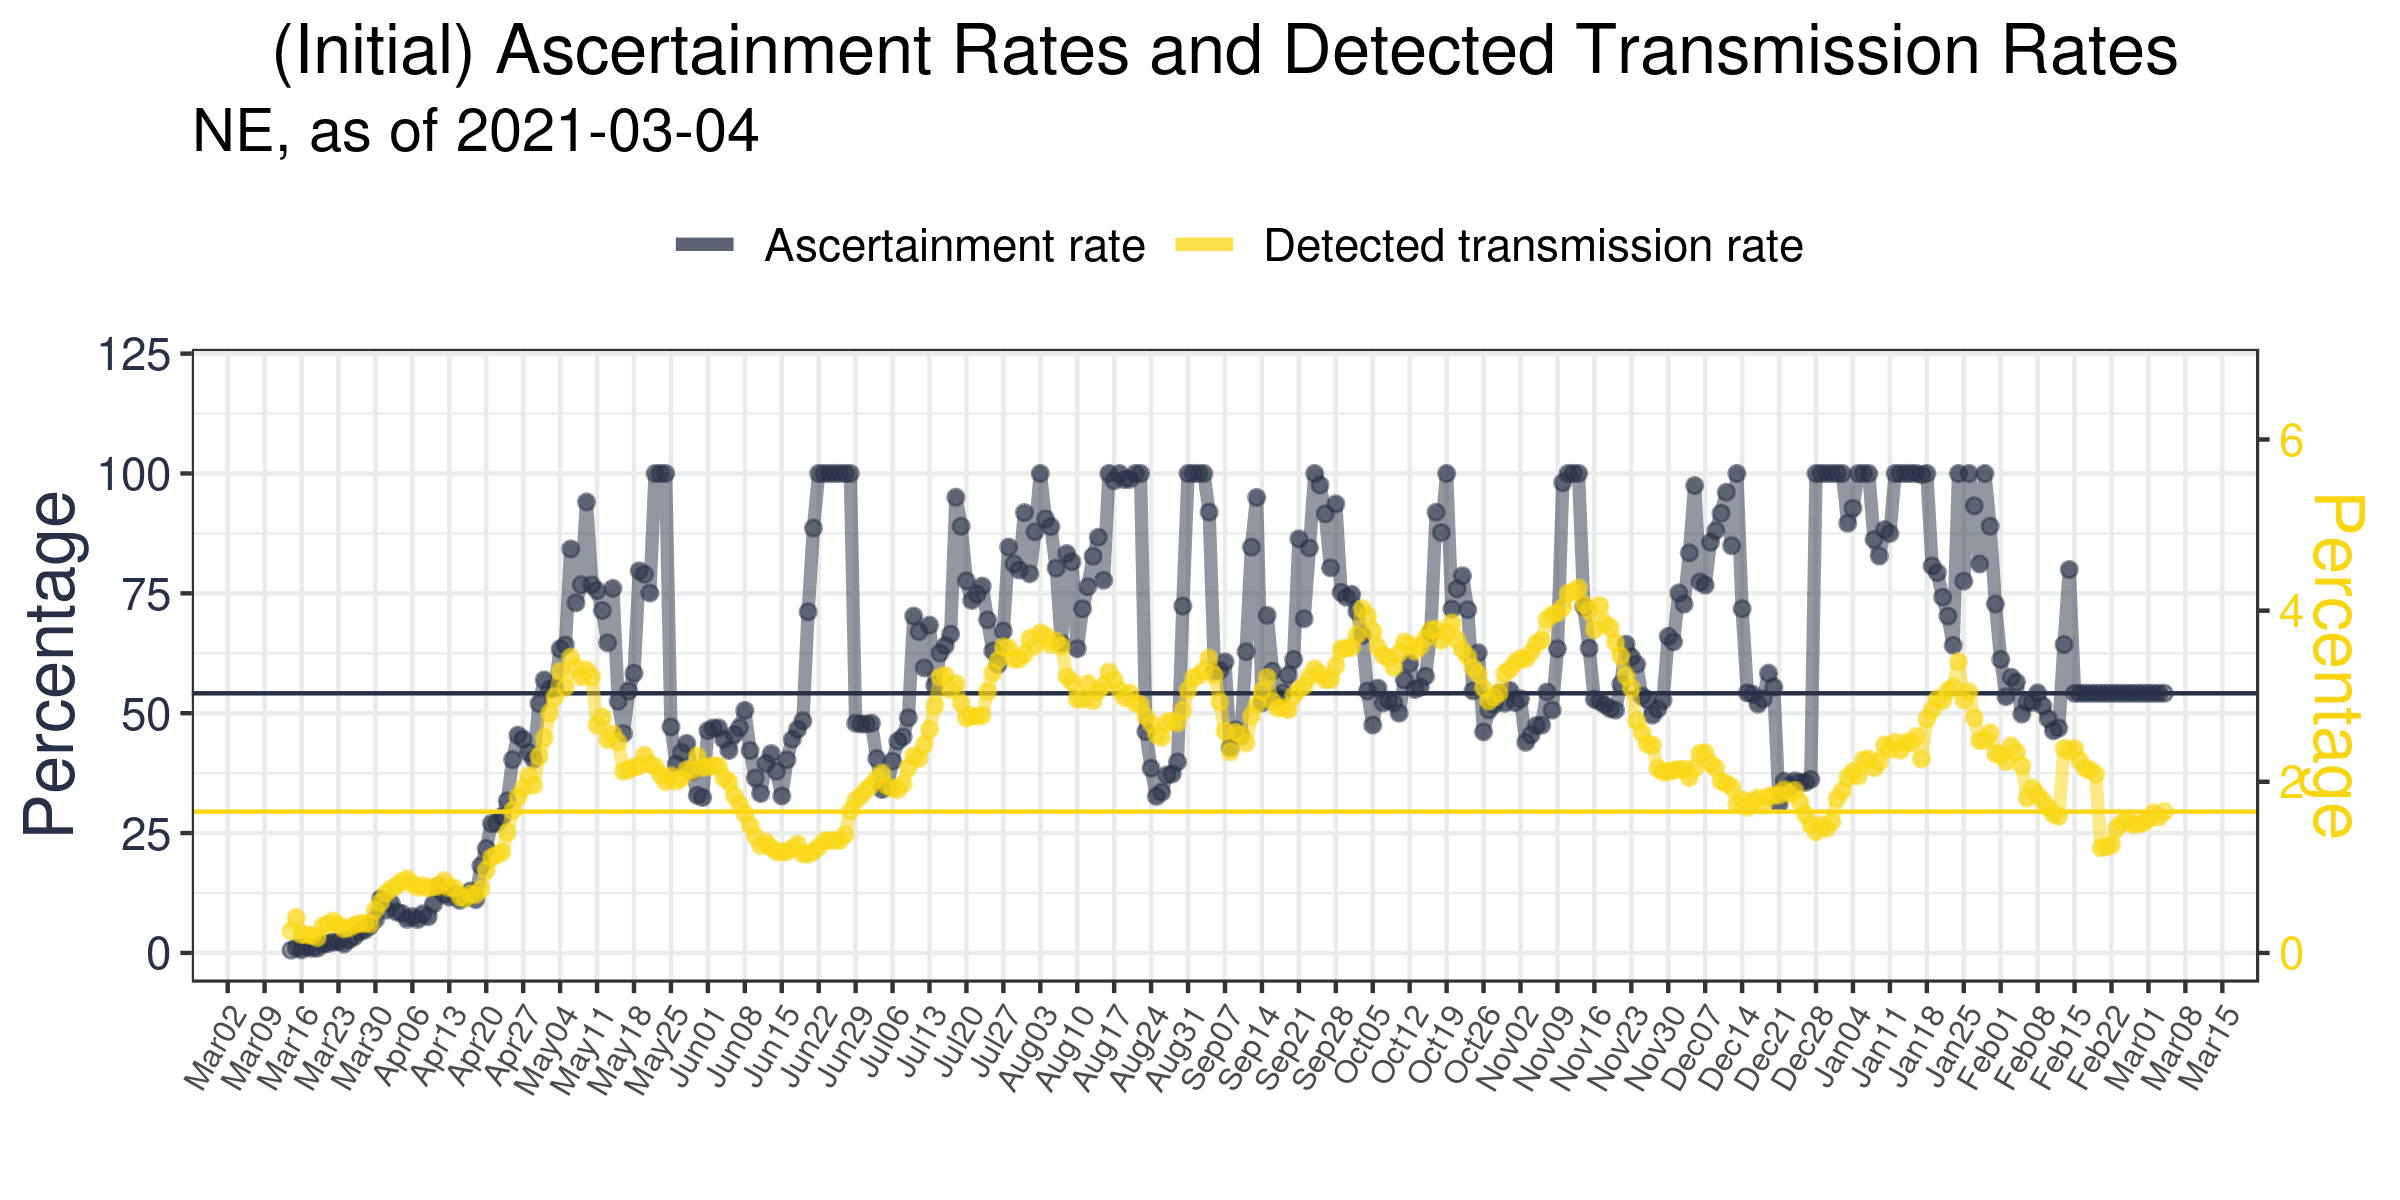 (Initial) Ascertainment Rates and Detected Transmission Rates
NE, as of 2021-03-04
Ascertainment rate
Detected transmission rate
Percentage
125
100
75
50
25
0
6
4
2
0
Percentage
Mar02
Mar09
Mar16
Mar23
Mar30
Apr06
Apr13
Apr20
Apr27
May04
May11
May18
May25
Jun01
Jun08
Jun15
Jun22
Jun29
Jul06
Jul13
Jul20
Jul27
Aug03
Aug10
Aug17
Aug24
Aug31
Sep07
Sep14
Sep21
Sep28
Oct05
Oct12
Oct19
Oct26
Nov02
Nov09
Nov16
Nov23
Nov30
Dec07
Dec14
Dec21
Dec28
Jan04
Jan11
Jan18
Jan25
Feb01
Feb08
Feb15
Feb22
Mar01
Mar08
Mar15